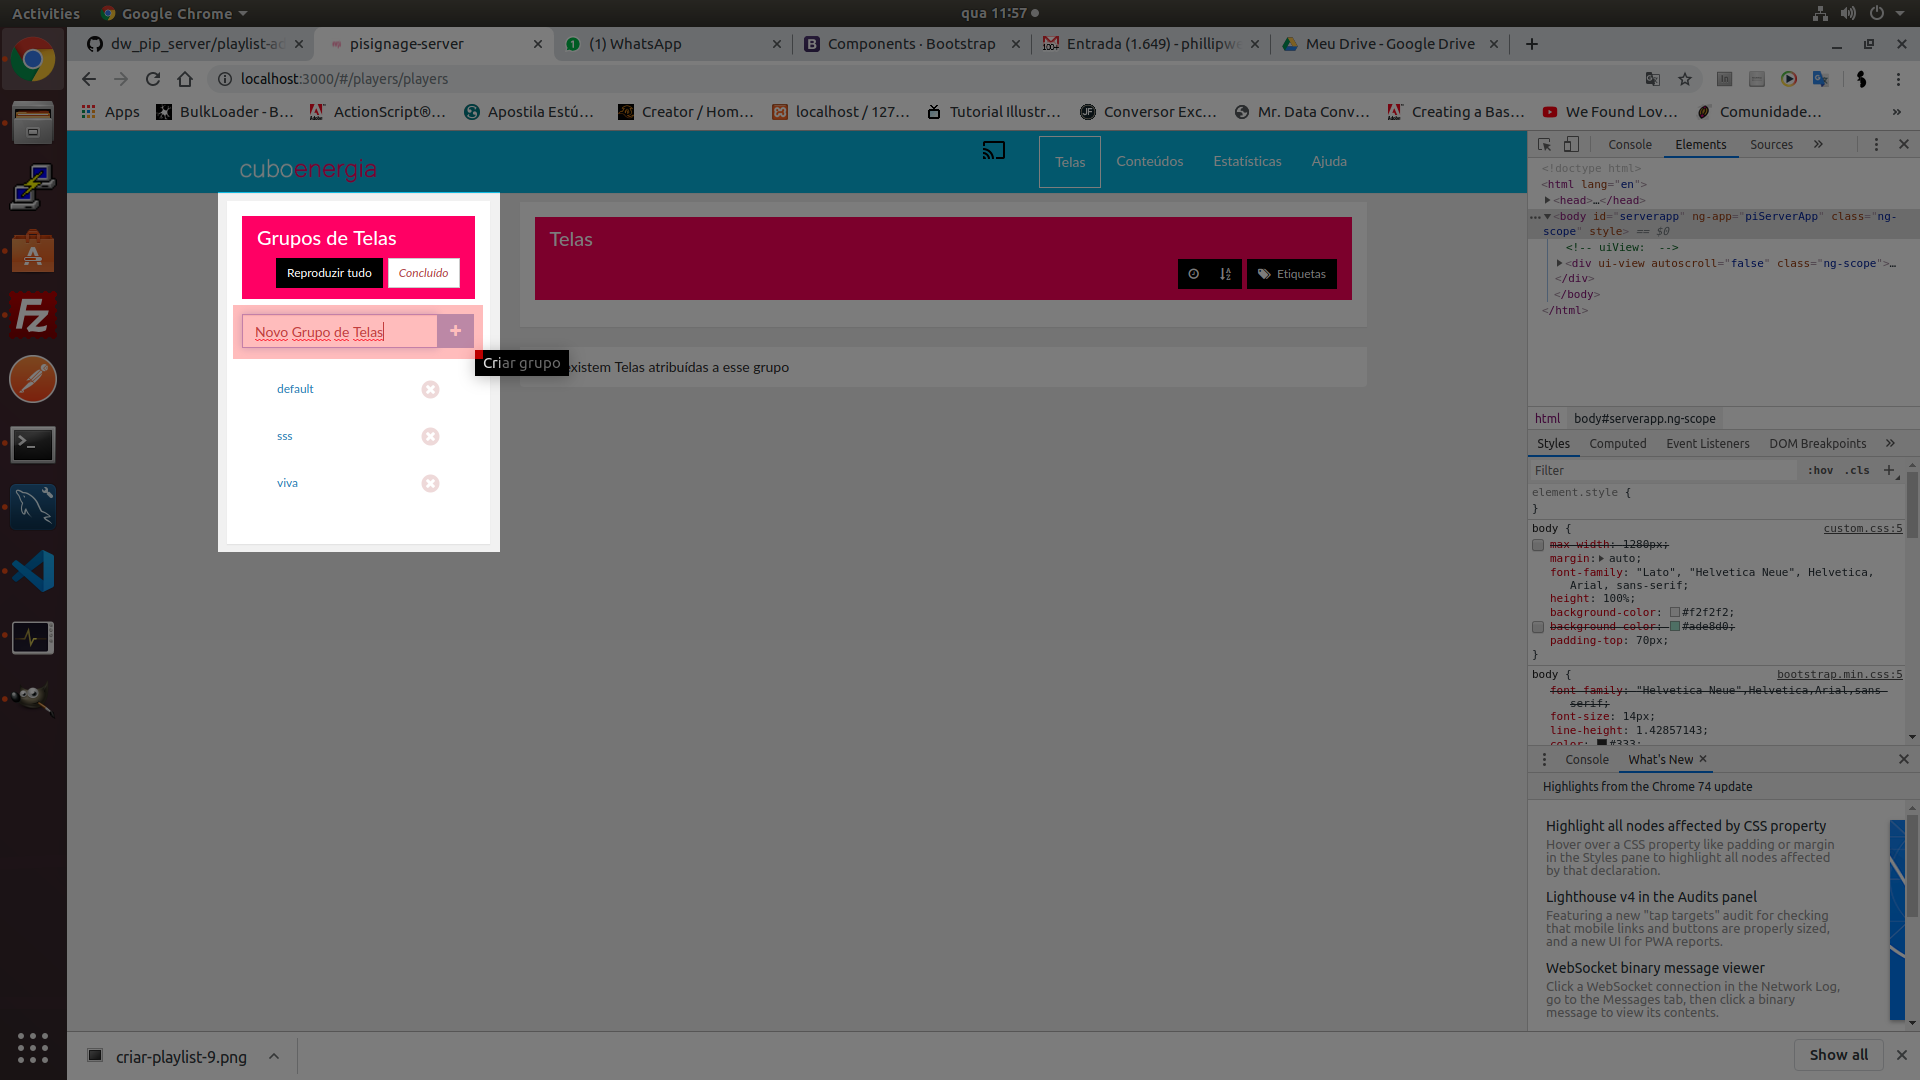 Activities
Google Chrome
qua 11:57
dw_pip_server/playlist-ad
pisignage-server
(1) WhatsApp
Components · Bootstrap
Entrada (1.649) - phillipwe
Meu Drive - Google Drive
localhost:3000/#/players/players
Apps
BulkLoader - B...
ActionScript®...
Apostila Estú...
Creator / Hom...
localhost / 127...
Tutorial Illustr...
Conversor Exc...
Mr. Data Conv...
Creating a Bas...
We Found Lov...
Comunidade...
»
cuboenergia
Telas
Conteúdos
Estatísticas
Ajuda
Grupos de Telas
Reproduzir tudo
Concluído
Novo Grupo de Telas
Criar grupo
default
sss
viva
Telas
Etiquetas
existem Telas atribuídas a esse grupo
Console
Elements
Sources
»
<!doctype html>
<html lang="en">
<head>…</head>
<body id="serverapp" ng-app="piServerApp" class="ng-
scope" style> == $0
<!-- uiView: -->
<div ui-view autoscroll="false" class="ng-scope">…
</div>
</body>
</html>
html
body#serverapp.ng-scope
Styles
Computed
Event Listeners
DOM Breakpoints
»
Filter
:hov
.cls
element.style {
}
body {
custom.css:5
max-width: 1280px;
margin: auto;
font-family: "Lato", "Helvetica Neue", Helvetica,
Arial, sans-serif;
height: 100%;
background-color: #f2f2f2;
background-color: #ade8d0;
padding-top: 70px;
}
body {
bootstrap.min.css:5
font-family: "Helvetica Neue",Helvetica,Arial,sans-
serif;
font-size: 14px;
line-height: 1.42857143;
color: #333;
Console
What's New
Highlights from the Chrome 74 update
Highlight all nodes affected by CSS property
Hover over a CSS property like padding or margin
in the Styles pane to highlight all nodes affected
by that declaration.
Lighthouse v4 in the Audits panel
Featuring a new "tap targets" audit for checking
that mobile links and buttons are properly sized,
and a new UI for PWA reports.
WebSocket binary message viewer
Click a WebSocket connection in the Network Log,
go to the Messages tab, then click a binary
message to view its contents.
criar-playlist-9.png
Show all